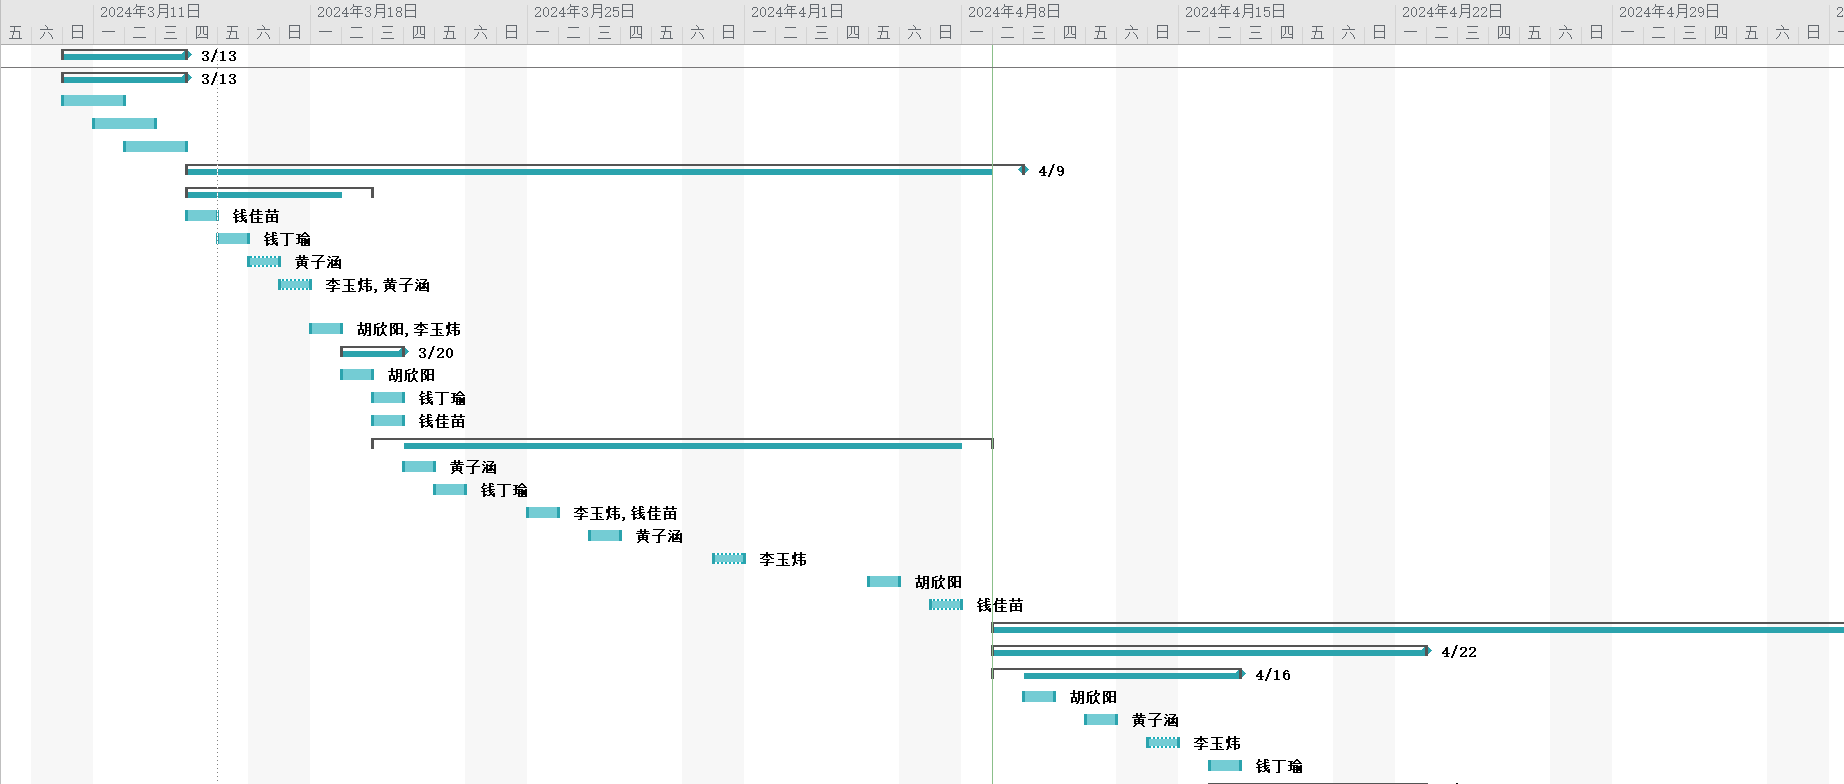 2024年3月11日 2024年3月18日 2024年3月25日 2024年4月1日 2024年4月8日 2024年4月15日 2024年4月22日 2024年4月29日
五 六 日 一 二 三 四 五 六 日 一 二 三 四 五 六 日 一 二 三 四 五 六 日 一 二 三 四 五 六 日 一 二 三 四 五 六 日 一 二 三 四 五 六 日 一 二 三 四 五 六 日 一 二 三 四 五 六 日
3/13
3/13
4/9
钱佳苗
钱丁瑜
黄子涵
李玉炜, 黄子涵
胡欣阳, 李玉炜
3/20
胡欣阳
钱丁瑜
钱佳苗
黄子涵
钱丁瑜
李玉炜, 钱佳苗
黄子涵
李玉炜
胡欣阳
钱佳苗
4/22
4/16
胡欣阳
黄子涵
李玉炜
钱丁瑜